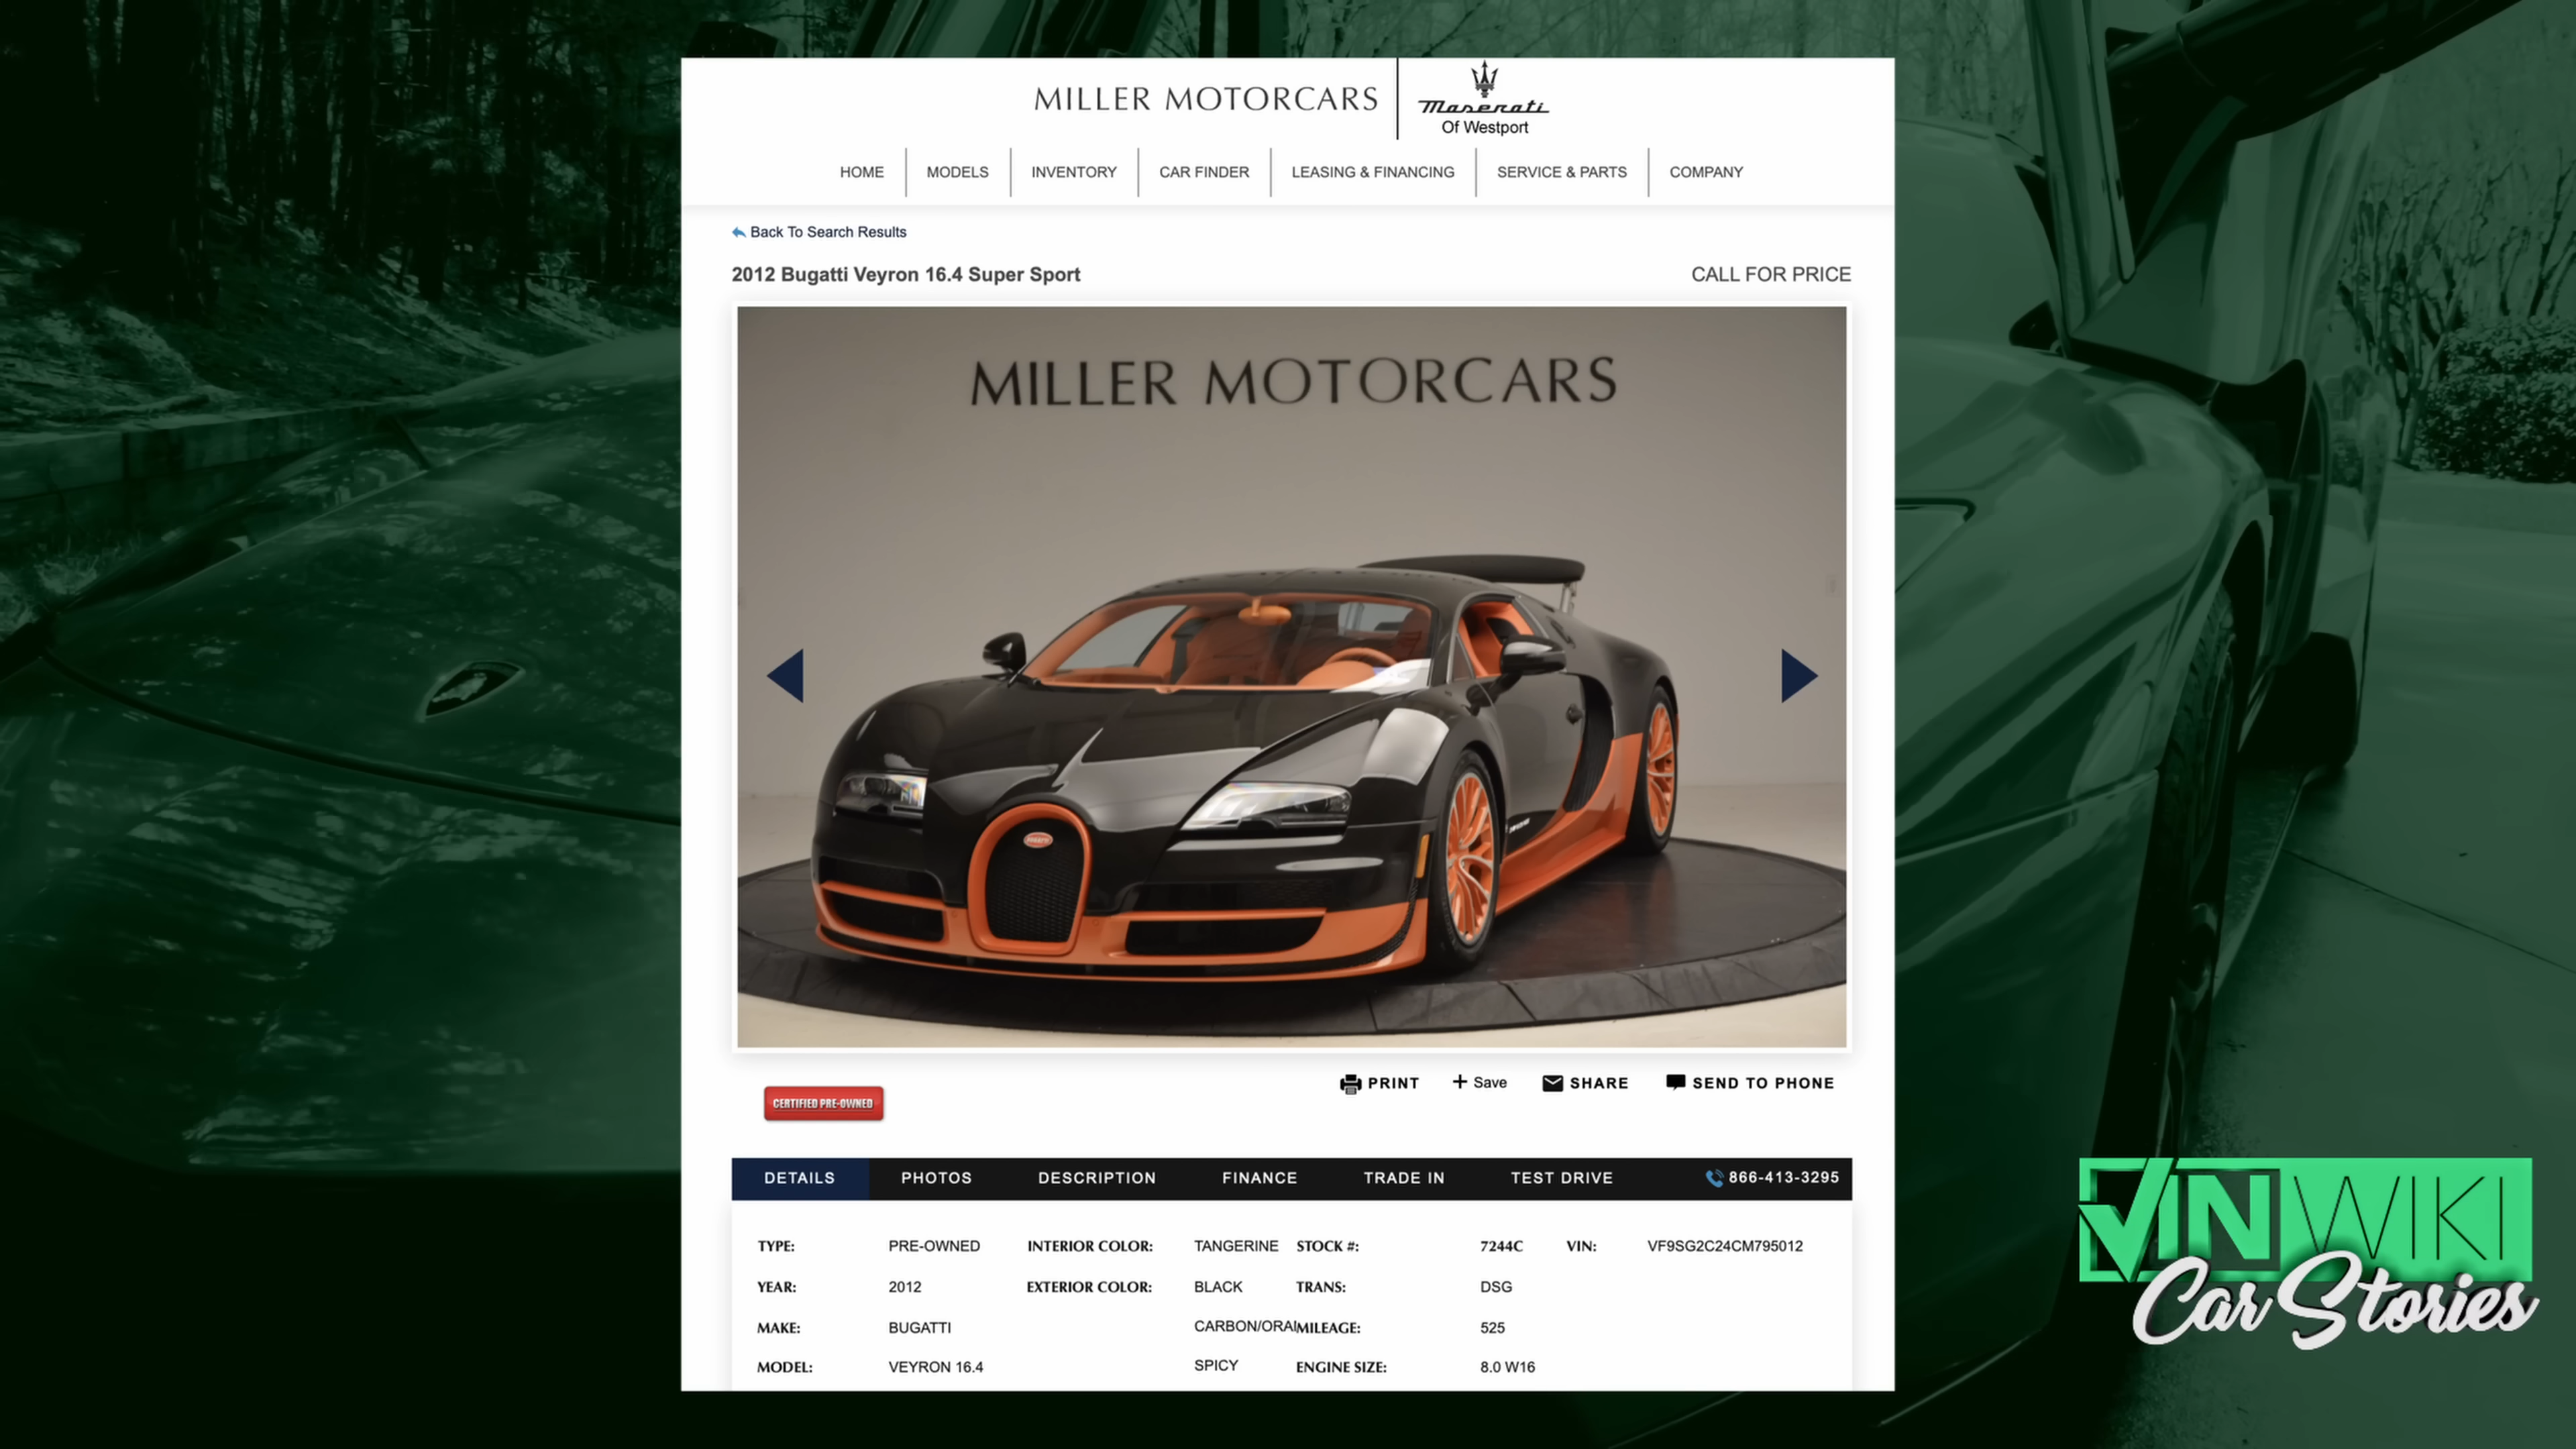 MILLER MOTORCARS
Maserati
Of Westport
HOME
MODELS
INVENTORY
CAR FINDER
LEASING & FINANCING
SERVICE & PARTS
COMPANY
Back To Search Results
2012 Bugatti Veyron 16.4 Super Sport
CALL FOR PRICE
MILLER MOTORCARS
BUGATTI
PRINT
+ Save
SHARE
SEND TO PHONE
CERTIFIED PRE-OWNED
DETAILS
PHOTOS
DESCRIPTION
FINANCE
TRADE IN
TEST DRIVE
866-413-3295
TYPE: PRE-OWNED INTERIOR COLOR: TANGERINE STOCK #: 7244C VIN: VF9SG2C24CM795012
YEAR: 2012 EXTERIOR COLOR: BLACK TRANS: DSG
MAKE: BUGATTI CARBON/ORAI MILEAGE: 525
MODEL: VEYRON 16.4 SPICY ENGINE SIZE: 8.0 W16
VINWIKI
Car Stories